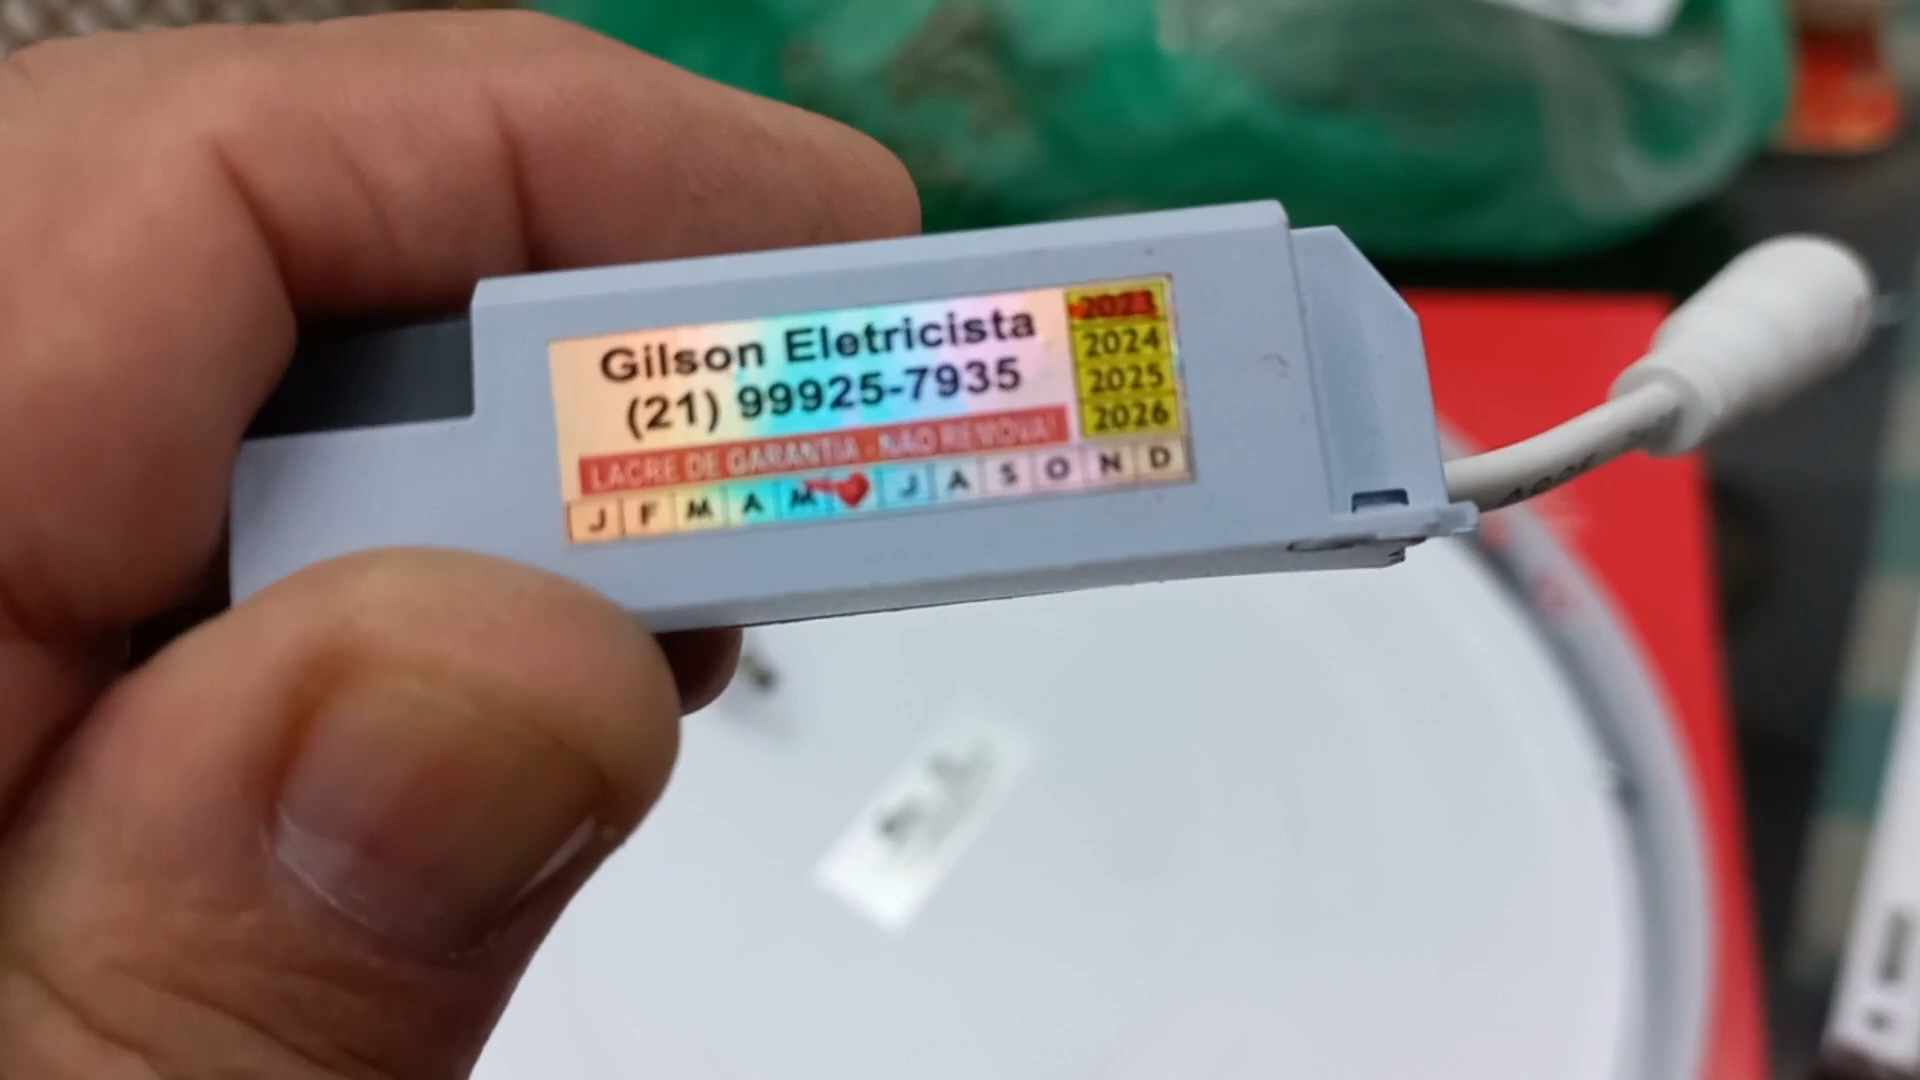 Gilson Eletricista
(21) 99925-7935
LACRE DE GARANTIA - NÃO REMOVA!
J F M A M J A S O N D
2023
2024
2025
2026